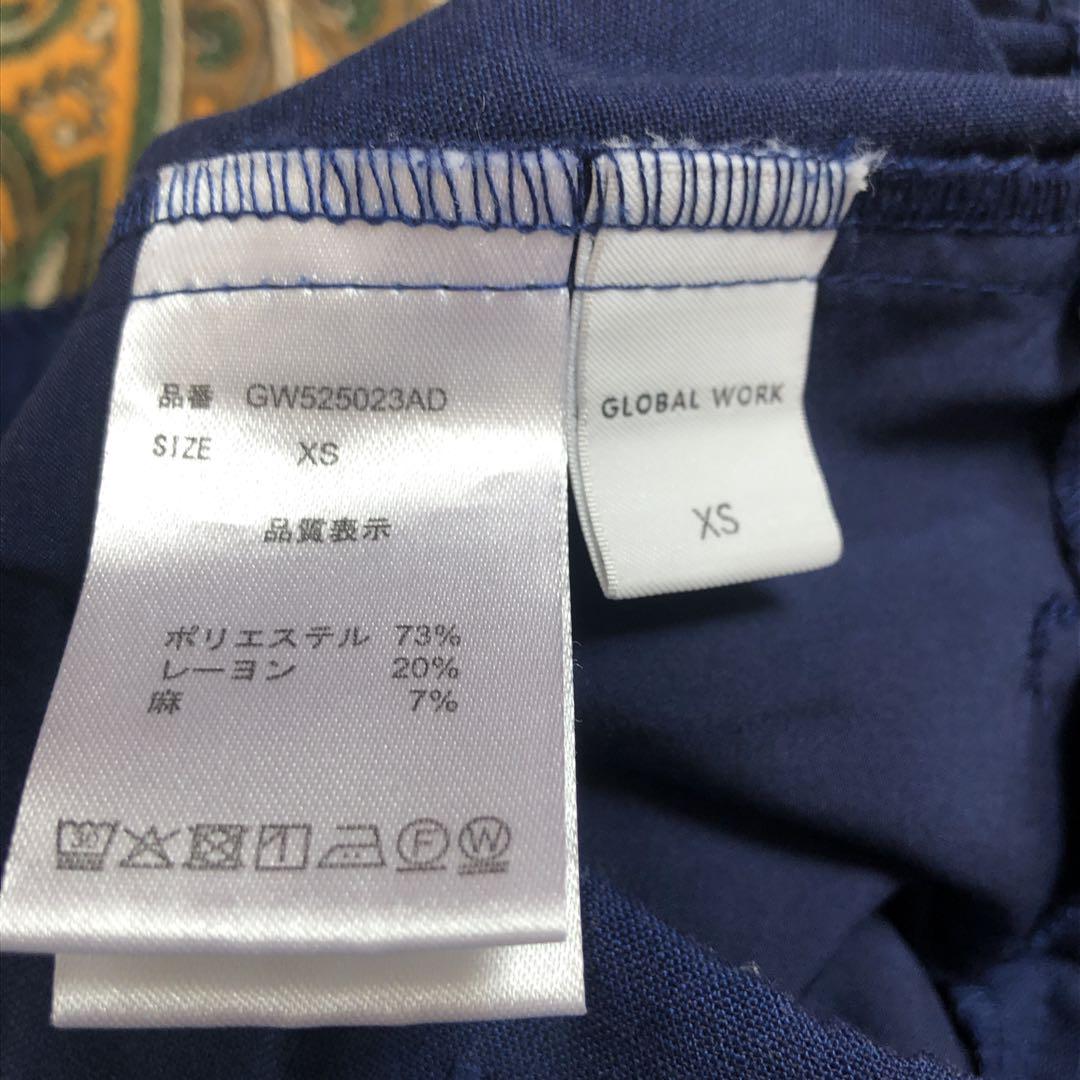 品番 GW525023AD
SIZE XS
品質表示
ポリエステル 73%
レーヨン 20%
麻 7%
F W
GLOBAL WORK
XS